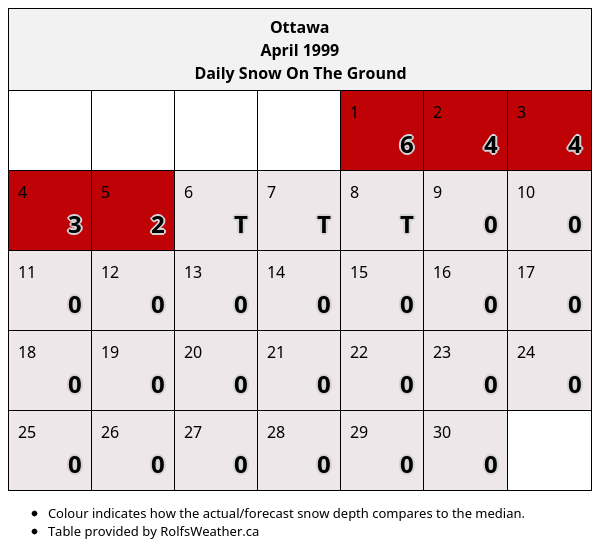 Ottawa
April 1999
Daily Snow On The Ground
1 2 3
6 4 4
4 5 6 7 8 9 10
3 2 T T T 0 0
11 12 13 14 15 16 17
0 0 0 0 0 0 0
18 19 20 21 22 23 24
0 0 0 0 0 0 0
25 26 27 28 29 30
0 0 0 0 0 0
• Colour indicates how the actual/forecast snow depth compares to the median.
• Table provided by RolfsWeather.ca